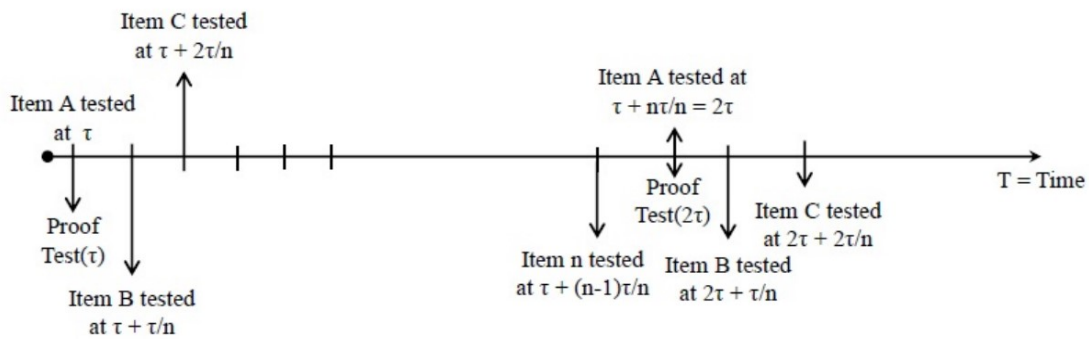 Item C tested
at τ + 2τ/n
Item A tested
at τ
Proof
Test(τ)
Item B tested
at τ + τ/n
Item A tested at
τ + nτ/n = 2τ
Proof
Test(2τ)
Item n tested
at τ + (n-1)τ/n
Item B tested
at 2τ + τ/n
Item C tested
at 2τ + 2τ/n
T = Time